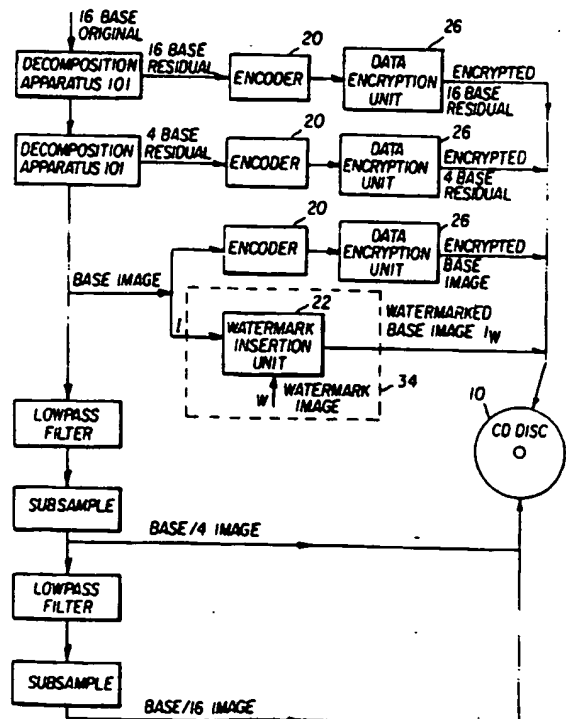 16 BASE
ORIGINAL
DECOMPOSITION
APPARATUS 101
16 BASE
RESIDUAL
20
ENCODER
26
DATA
ENCRYPTION
UNIT
ENCRYPTED
16 BASE
RESIDUAL
DECOMPOSITION
APPARATUS 101
4 BASE
RESIDUAL
20
ENCODER
26
DATA
ENCRYPTION
UNIT
ENCRYPTED
4 BASE
RESIDUAL
BASE IMAGE
20
ENCODER
26
DATA
ENCRYPTION
UNIT
ENCRYPTED
BASE
IMAGE
I
22
WATERMARK
INSERTION
UNIT
WATERMARKED
BASE IMAGE IW
W
WATERMARK
IMAGE
34
10
CD DISC
LOWPASS
FILTER
SUBSAMPLE
BASE/4 IMAGE
LOWPASS
FILTER
SUBSAMPLE
BASE/16 IMAGE